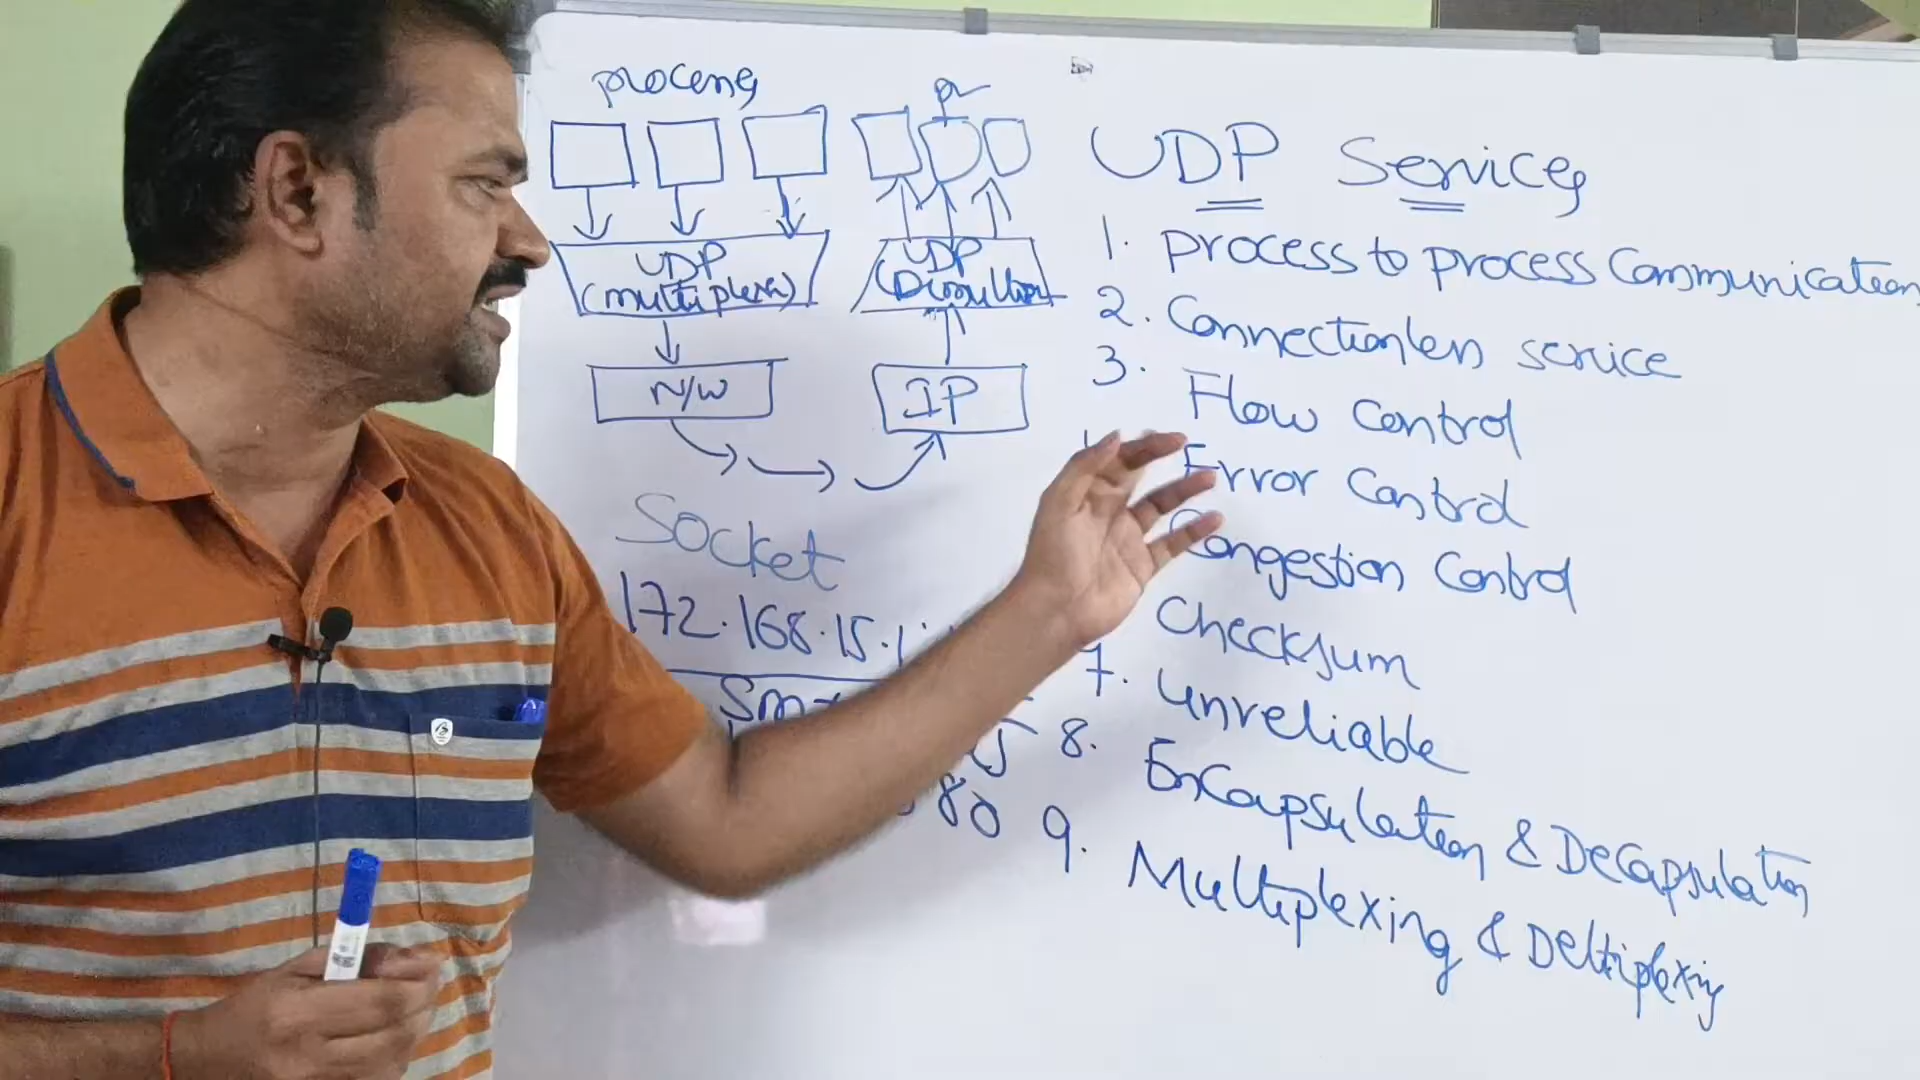 process
UDP
(multiplexer)
N/W
UDP
IP
Socket
172.168.15.1
80
UDP Services
1. Process to process Communication
2. Connectionless service
3. Flow Control
Error Control
Congestion Control
Checksum
7. Unreliable
8. Encapsulation & Decapsulation
9. Multiplexing & Deltiplexing